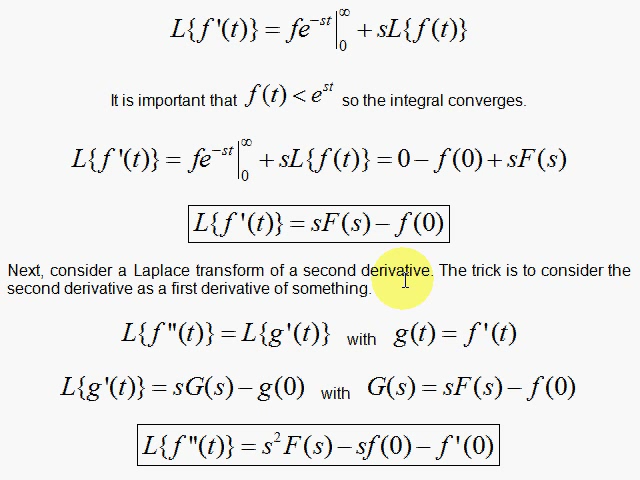 L{f'(t)} = fe^{-st}|_0^∞ + sL{f(t)}
It is important that f(t) < e^{st} so the integral converges.
L{f'(t)} = fe^{-st}|_0^∞ + sL{f(t)} = 0 − f(0) + sF(s)
L{f'(t)} = sF(s) − f(0)
Next, consider a Laplace transform of a second derivative. The trick is to consider the
second derivative as a first derivative of something.
L{f"(t)} = L{g'(t)} with g(t) = f'(t)
L{g'(t)} = sG(s) − g(0) with G(s) = sF(s) − f(0)
L{f"(t)} = s²F(s) − sf(0) − f'(0)